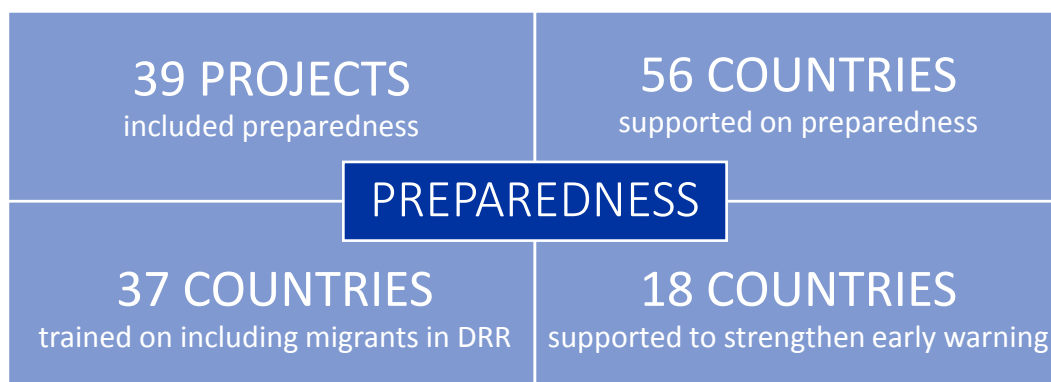 39 PROJECTS
included preparedness
56 COUNTRIES
supported on preparedness
PREPAREDNESS
37 COUNTRIES
trained on including migrants in DRR
18 COUNTRIES
supported to strengthen early warning